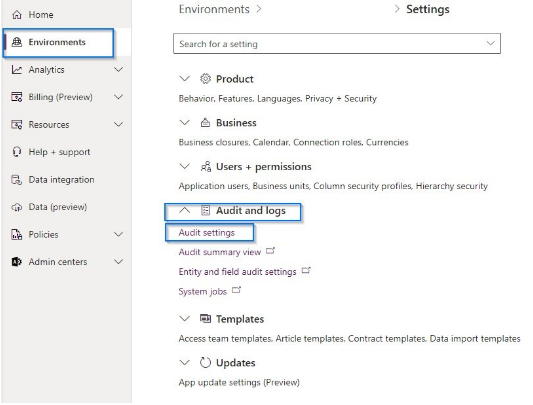 Home
Environments
Analytics
Billing (Preview)
Resources
Help + support
Data integration
Data (preview)
Policies
Admin centers
Environments > > Settings
Search for a setting
Product
Behavior, Features, Languages, Privacy + Security
Business
Business closures, Calendar, Connection roles, Currencies
Users + permissions
Application users, Business units, Column security profiles, Hierarchy security
Audit and logs
Audit settings
Audit summary view
Entity and field audit settings
System jobs
Templates
Access team templates, Article templates, Contract templates, Data import templates
Updates
App update settings (Preview)